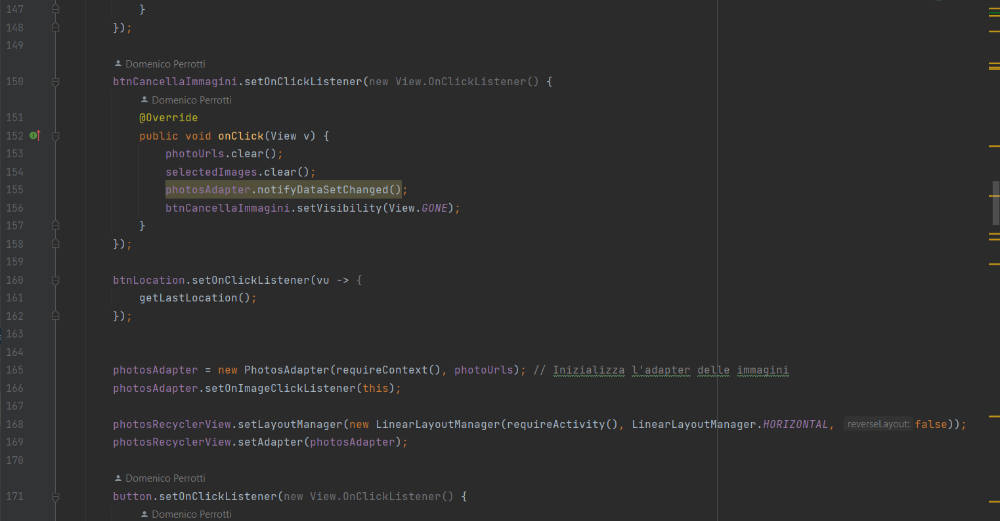 147 }
148 });
149
Domenico Perrotti
150 btnCancellaImmagini.setOnClickListener(new View.OnClickListener() {
Domenico Perrotti
151 @Override
152 public void onClick(View v) {
153 photoUrls.clear();
154 selectedImages.clear();
155 photosAdapter.notifyDataSetChanged();
156 btnCancellaImmagini.setVisibility(View.GONE);
157 }
158 });
159
160 btnLocation.setOnClickListener(vu -> {
161 getLastLocation();
162 });
163
164
165 photosAdapter = new PhotosAdapter(requireContext(), photoUrls); // Inizializza l'adapter delle immagini
166 photosAdapter.setOnImageClickListener(this);
167
168 photosRecyclerView.setLayoutManager(new LinearLayoutManager(requireActivity(), LinearLayoutManager.HORIZONTAL, reverseLayout: false));
169 photosRecyclerView.setAdapter(photosAdapter);
170
Domenico Perrotti
171 button.setOnClickListener(new View.OnClickListener() {
Domenico Perrotti